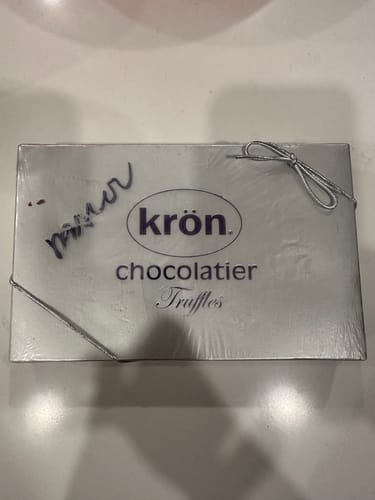 krön.
chocolatier
Truffles